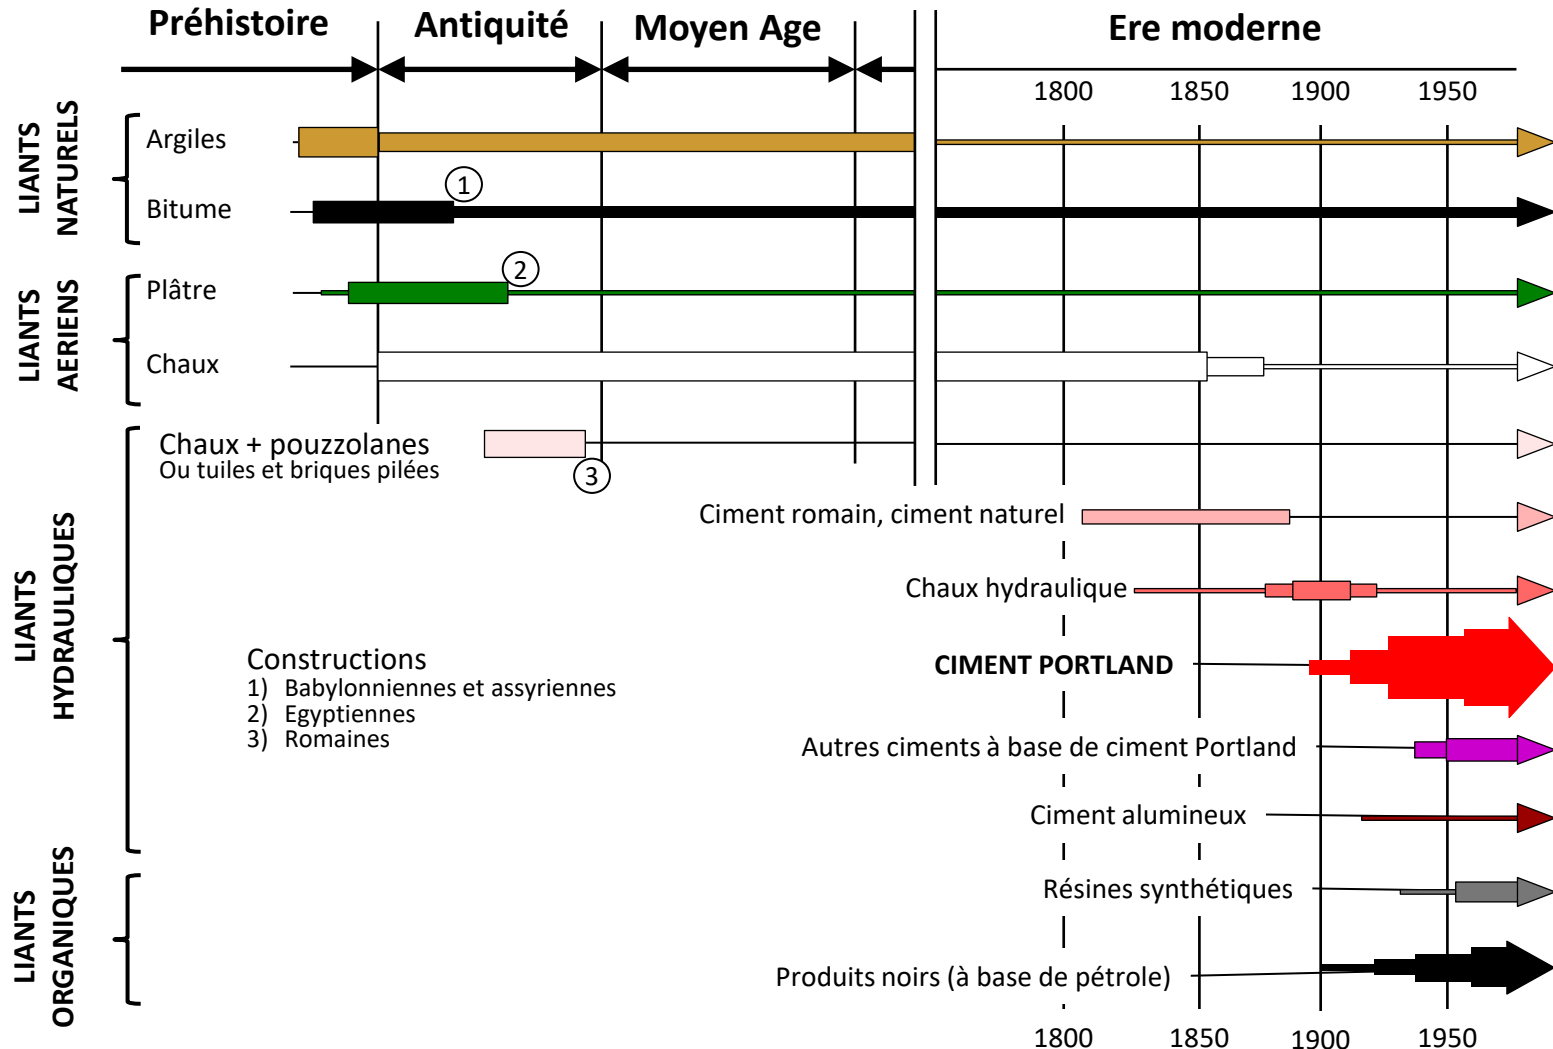 Préhistoire
Antiquité
Moyen Age
Ere moderne
1800
1850
1900
1950
LIANTS
NATURELS
Argiles
Bitume
1
LIANTS
AERIENS
Plâtre
2
Chaux
LIANTS
HYDRAULIQUES
Chaux + pouzzolanes
Ou tuiles et briques pilées
3
Ciment romain, ciment naturel
Chaux hydraulique
CIMENT PORTLAND
Autres ciments à base de ciment Portland
Ciment alumineux
Constructions
1) Babylonniennes et assyriennes
2) Egyptiennes
3) Romaines
LIANTS
ORGANIQUES
Résines synthétiques
Produits noirs (à base de pétrole)
1800
1850
1900
1950